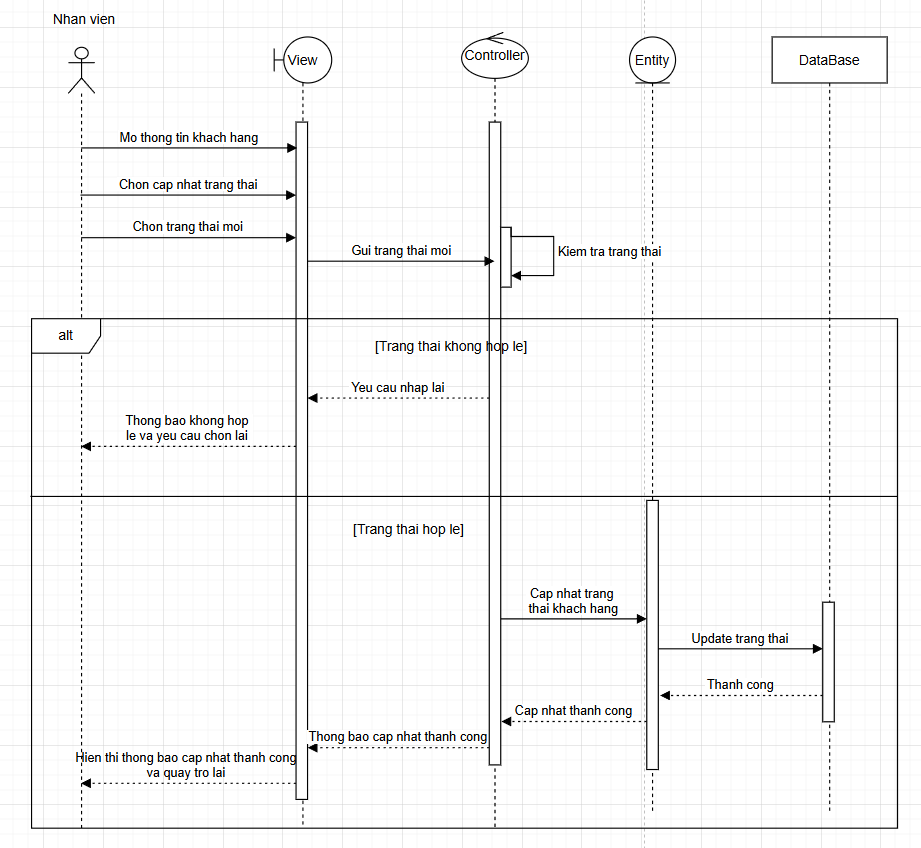 Nhan vien
View
Controller
Entity
DataBase
Mo thong tin khach hang
Chon cap nhat trang thai
Chon trang thai moi
Gui trang thai moi
Kiem tra trang thai
alt
[Trang thai khong hop le]
Yeu cau nhap lai
Thong bao khong hop
le va yeu cau chon lai
[Trang thai hop le]
Cap nhat trang
thai khach hang
Update trang thai
Thanh cong
Cap nhat thanh cong
Thong bao cap nhat thanh cong
Hien thi thong bao cap nhat thanh cong
va quay tro lai